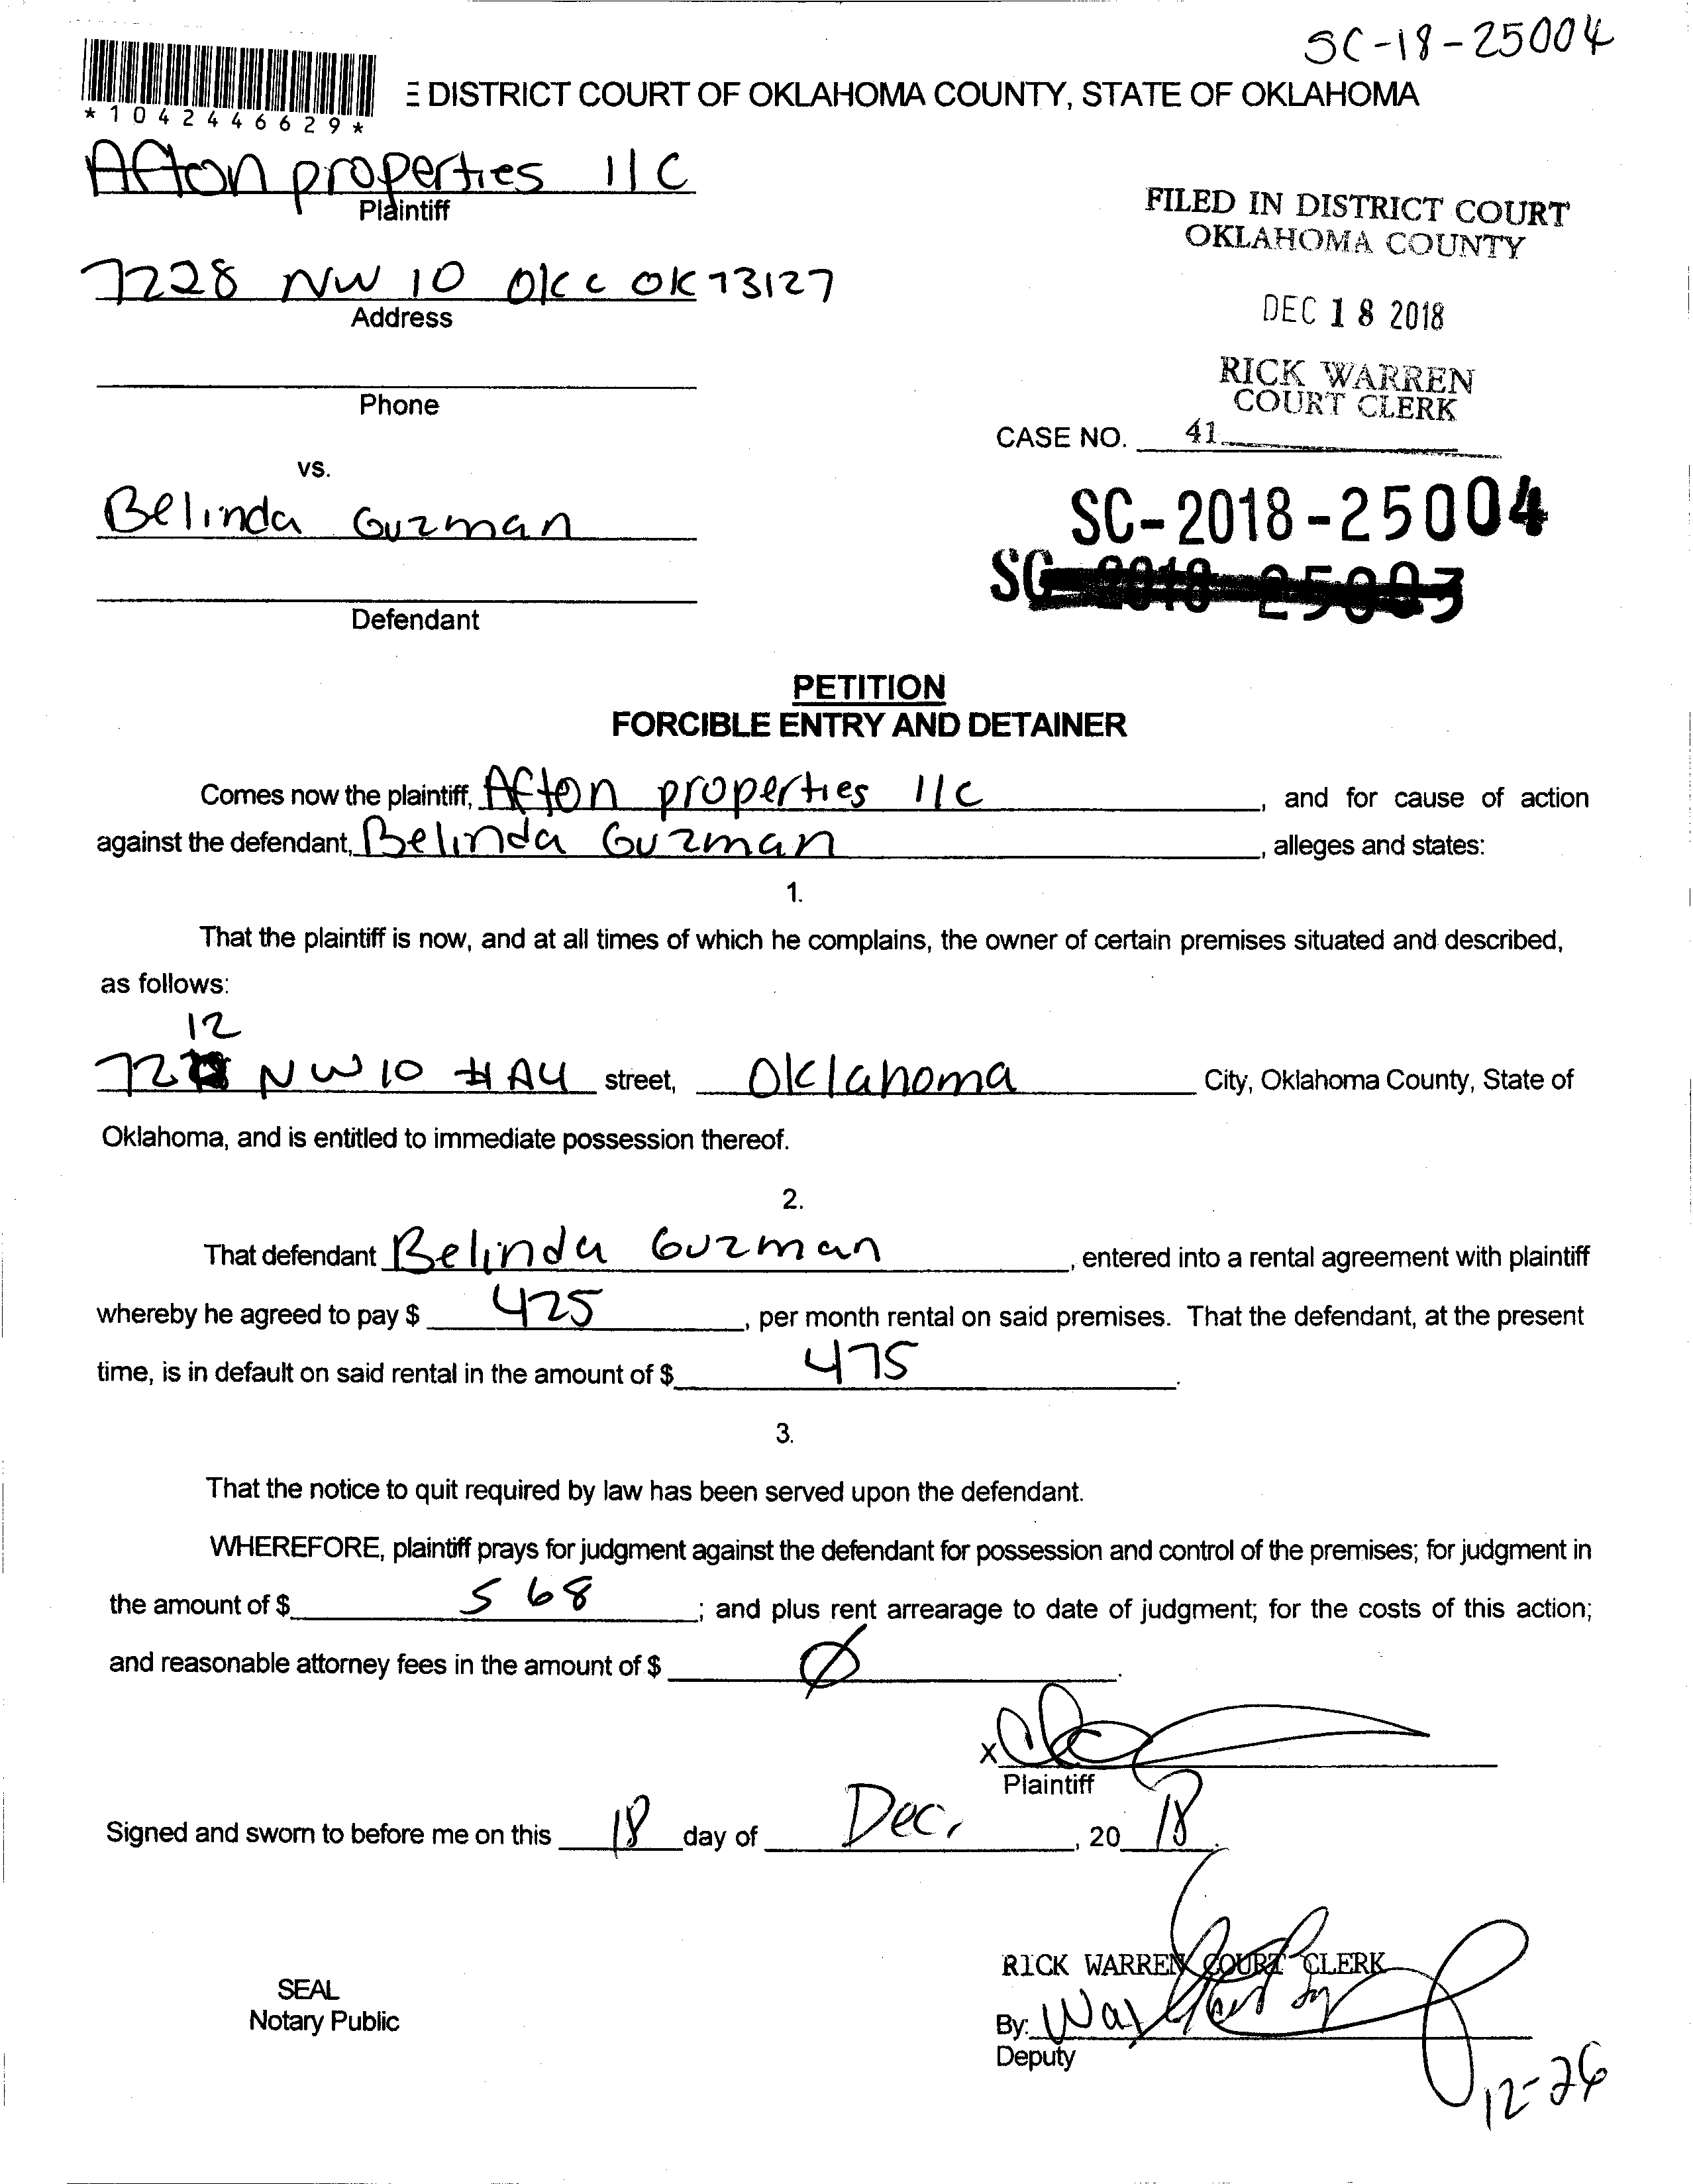 SC-18-25004
*1042446629*
E DISTRICT COURT OF OKLAHOMA COUNTY, STATE OF OKLAHOMA
Afton properties llc
Plaintiff
FILED IN DISTRICT COURT
OKLAHOMA COUNTY
7228 NW 10 OKC OK 73127
Address
DEC 18 2018
RICK WARREN
COURT CLERK
Phone
CASE NO. 41
vs.
Belinda Guzman
SC-2018-25004
SC-2018-25003
Defendant
PETITION
FORCIBLE ENTRY AND DETAINER
Comes now the plaintiff, Afton properties llc, and for cause of action
against the defendant, Belinda Guzman, alleges and states:
1.
That the plaintiff is now, and at all times of which he complains, the owner of certain premises situated and described,
as follows:
12
72 NW 10 #A4 street, Oklahoma City, Oklahoma County, State of
Oklahoma, and is entitled to immediate possession thereof.
2.
That defendant Belinda Guzman, entered into a rental agreement with plaintiff
whereby he agreed to pay $ 425, per month rental on said premises. That the defendant, at the present
time, is in default on said rental in the amount of $ 475.
3.
That the notice to quit required by law has been served upon the defendant.
WHEREFORE, plaintiff prays for judgment against the defendant for possession and control of the premises; for judgment in
the amount of $ 568; and plus rent arrearage to date of judgment; for the costs of this action;
and reasonable attorney fees in the amount of $ Ø.
X
Plaintiff
Signed and sworn to before me on this 18 day of Dec., 2018.
RICK WARREN COURT CLERK
SEAL
Notary Public
By:
Deputy
12-26